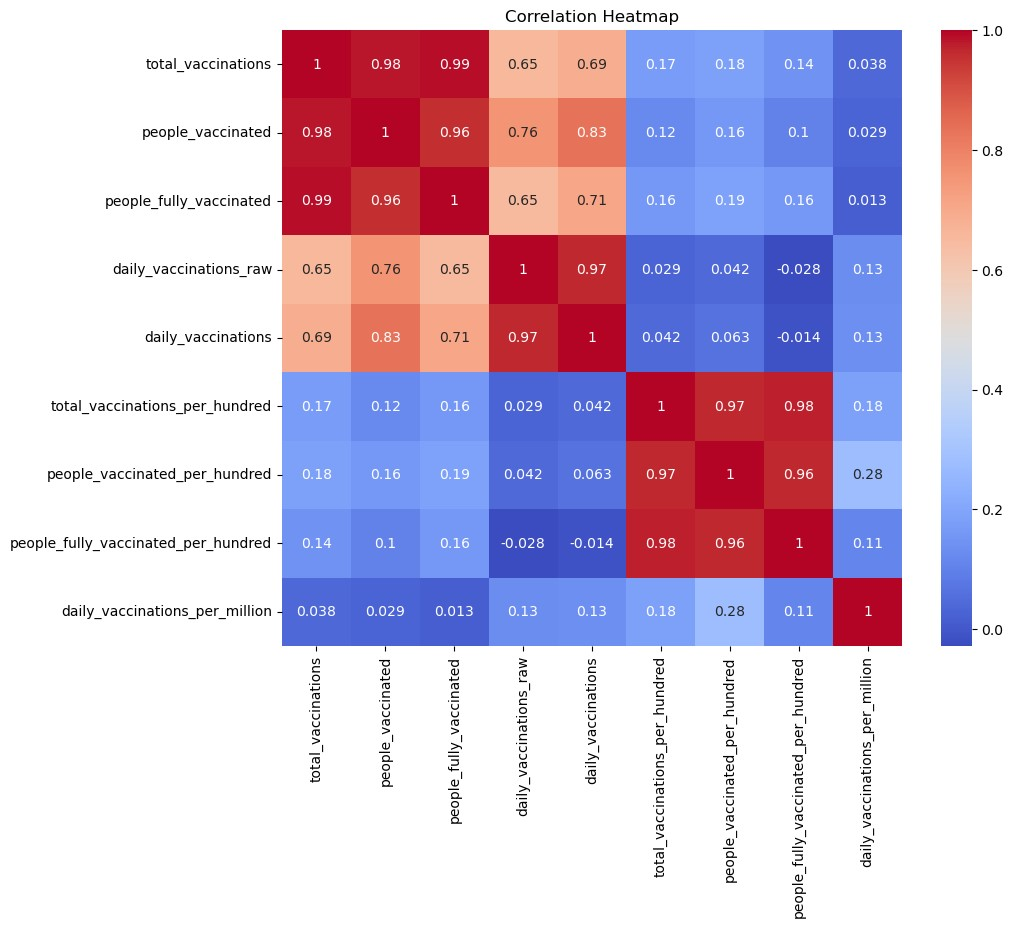 Correlation Heatmap
total_vaccinations 1 0.98 0.99 0.65 0.69 0.17 0.18 0.14 0.038
people_vaccinated 0.98 1 0.96 0.76 0.83 0.12 0.16 0.1 0.029
people_fully_vaccinated 0.99 0.96 1 0.65 0.71 0.16 0.19 0.16 0.013
daily_vaccinations_raw 0.65 0.76 0.65 1 0.97 0.029 0.042 -0.028 0.13
daily_vaccinations 0.69 0.83 0.71 0.97 1 0.042 0.063 -0.014 0.13
total_vaccinations_per_hundred 0.17 0.12 0.16 0.029 0.042 1 0.97 0.98 0.18
people_vaccinated_per_hundred 0.18 0.16 0.19 0.042 0.063 0.97 1 0.96 0.28
people_fully_vaccinated_per_hundred 0.14 0.1 0.16 -0.028 -0.014 0.98 0.96 1 0.11
daily_vaccinations_per_million 0.038 0.029 0.013 0.13 0.13 0.18 0.28 0.11 1
total_vaccinations
people_vaccinated
people_fully_vaccinated
daily_vaccinations_raw
daily_vaccinations
total_vaccinations_per_hundred
people_vaccinated_per_hundred
people_fully_vaccinated_per_hundred
daily_vaccinations_per_million
1.0
0.8
0.6
0.4
0.2
0.0